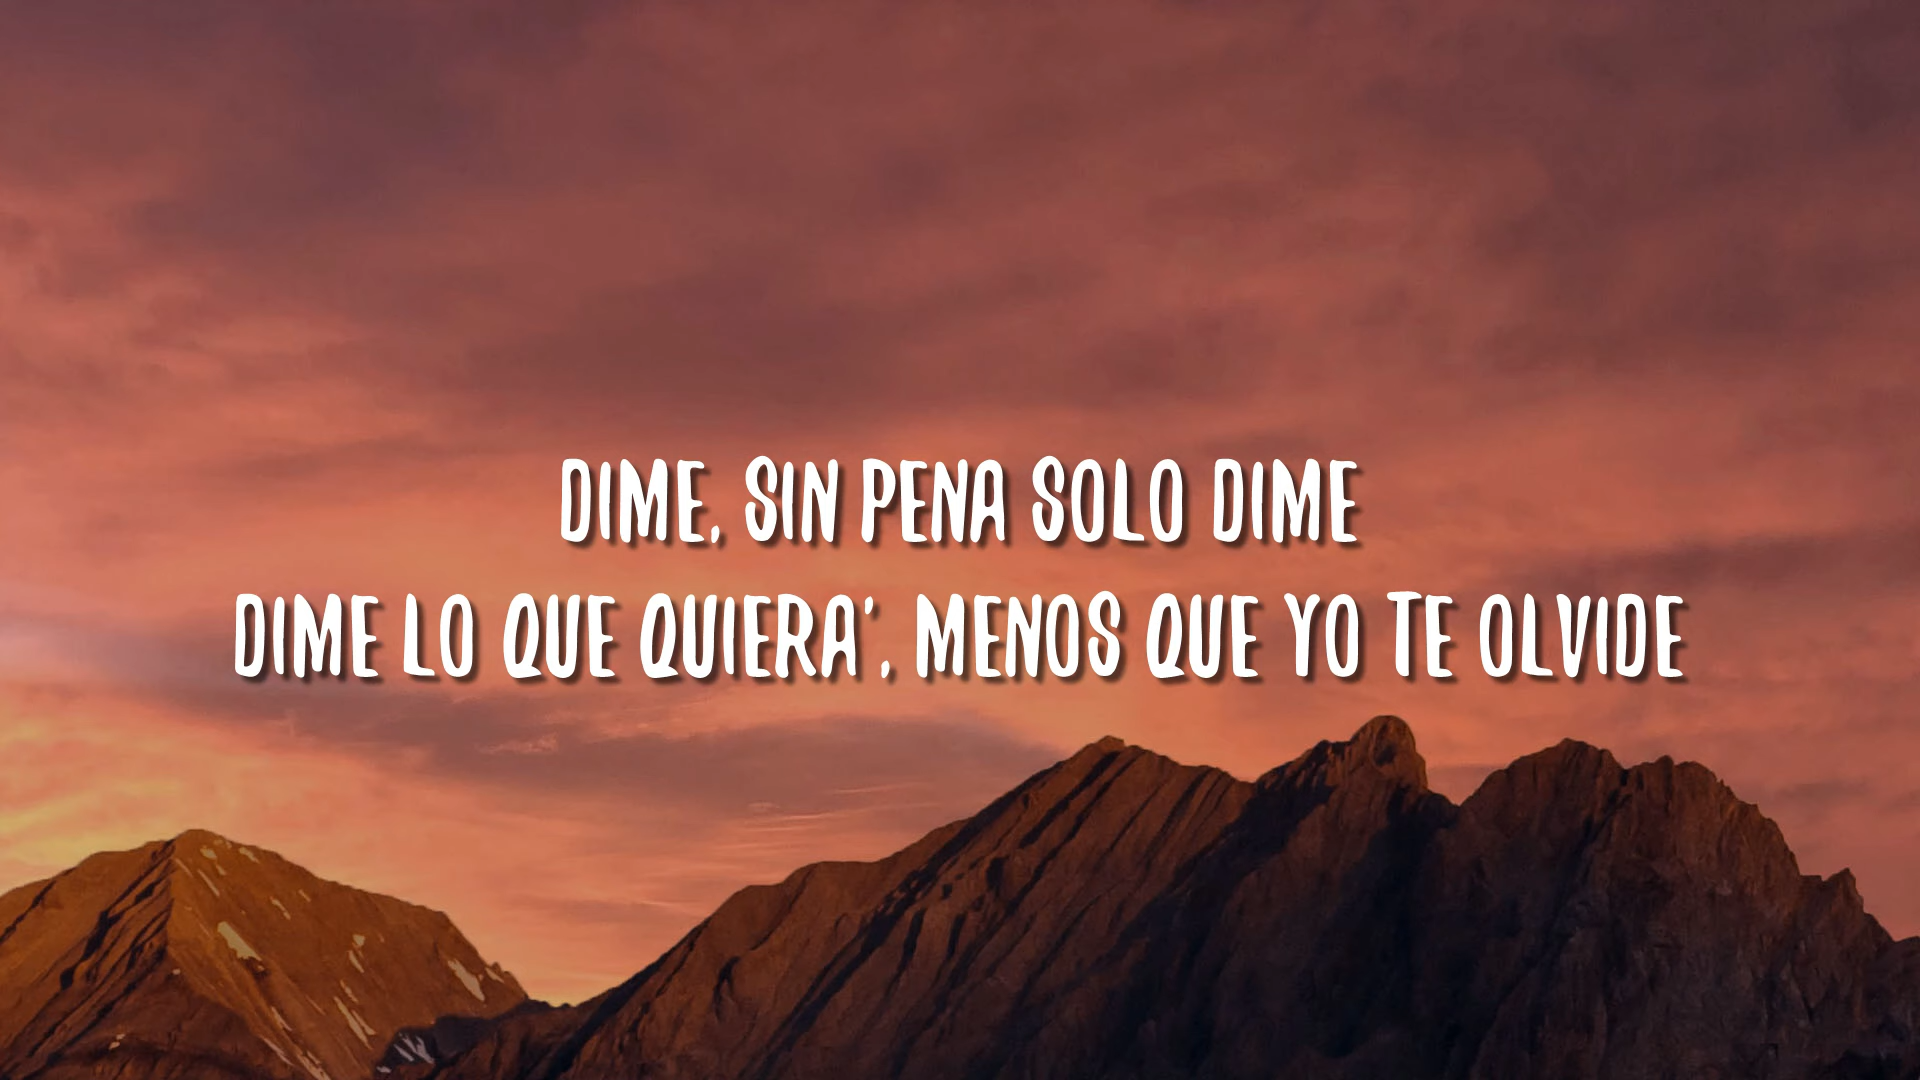 DIME, SIN PENA SOLO DIME
DIME LO QUE QUIERA', MENOS QUE YO TE OLVIDE